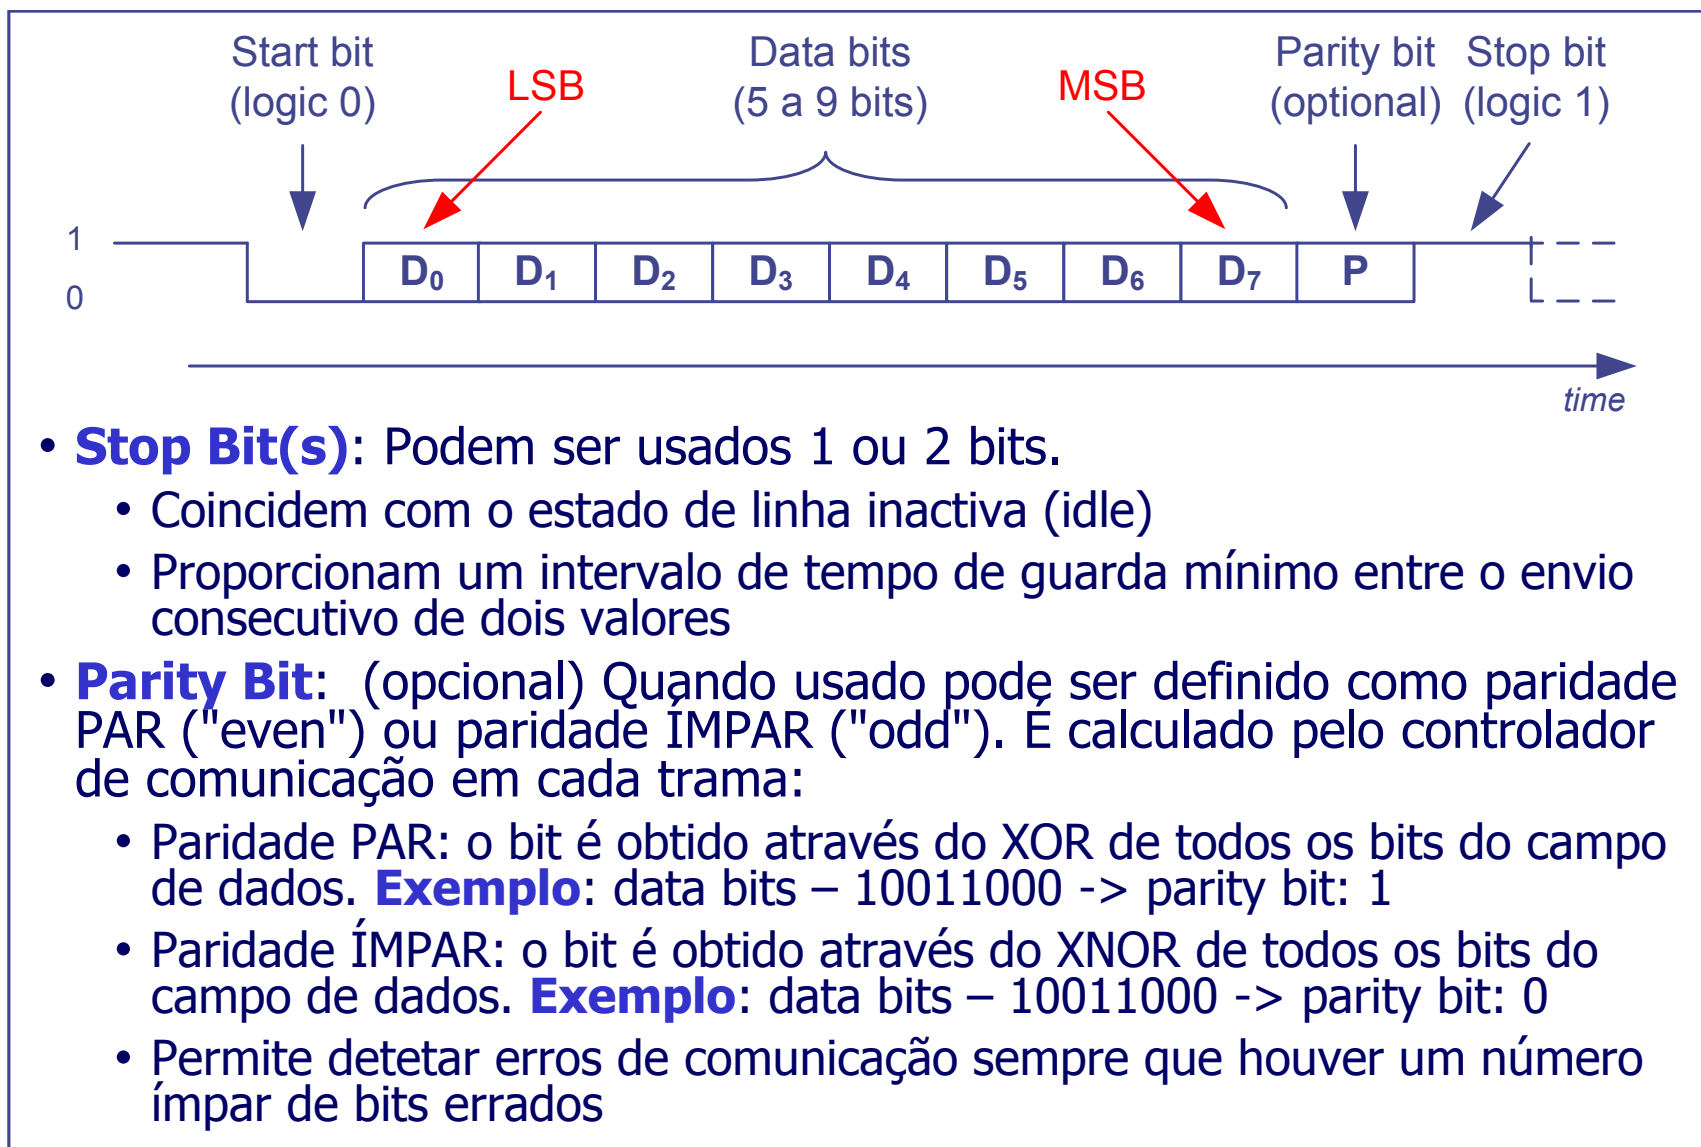 Start bit
(logic 0)
LSB
Data bits
(5 a 9 bits)
MSB
Parity bit
(optional)
Stop bit
(logic 1)
1
0
D0 D1 D2 D3 D4 D5 D6 D7 P
time
• Stop Bit(s): Podem ser usados 1 ou 2 bits.
• Coincidem com o estado de linha inactiva (idle)
• Proporcionam um intervalo de tempo de guarda mínimo entre o envio
consecutivo de dois valores
• Parity Bit: (opcional) Quando usado pode ser definido como paridade
PAR ("even") ou paridade ÍMPAR ("odd"). É calculado pelo controlador
de comunicação em cada trama:
• Paridade PAR: o bit é obtido através do XOR de todos os bits do campo
de dados. Exemplo: data bits – 10011000 -> parity bit: 1
• Paridade ÍMPAR: o bit é obtido através do XNOR de todos os bits do
campo de dados. Exemplo: data bits – 10011000 -> parity bit: 0
• Permite detetar erros de comunicação sempre que houver um número
ímpar de bits errados